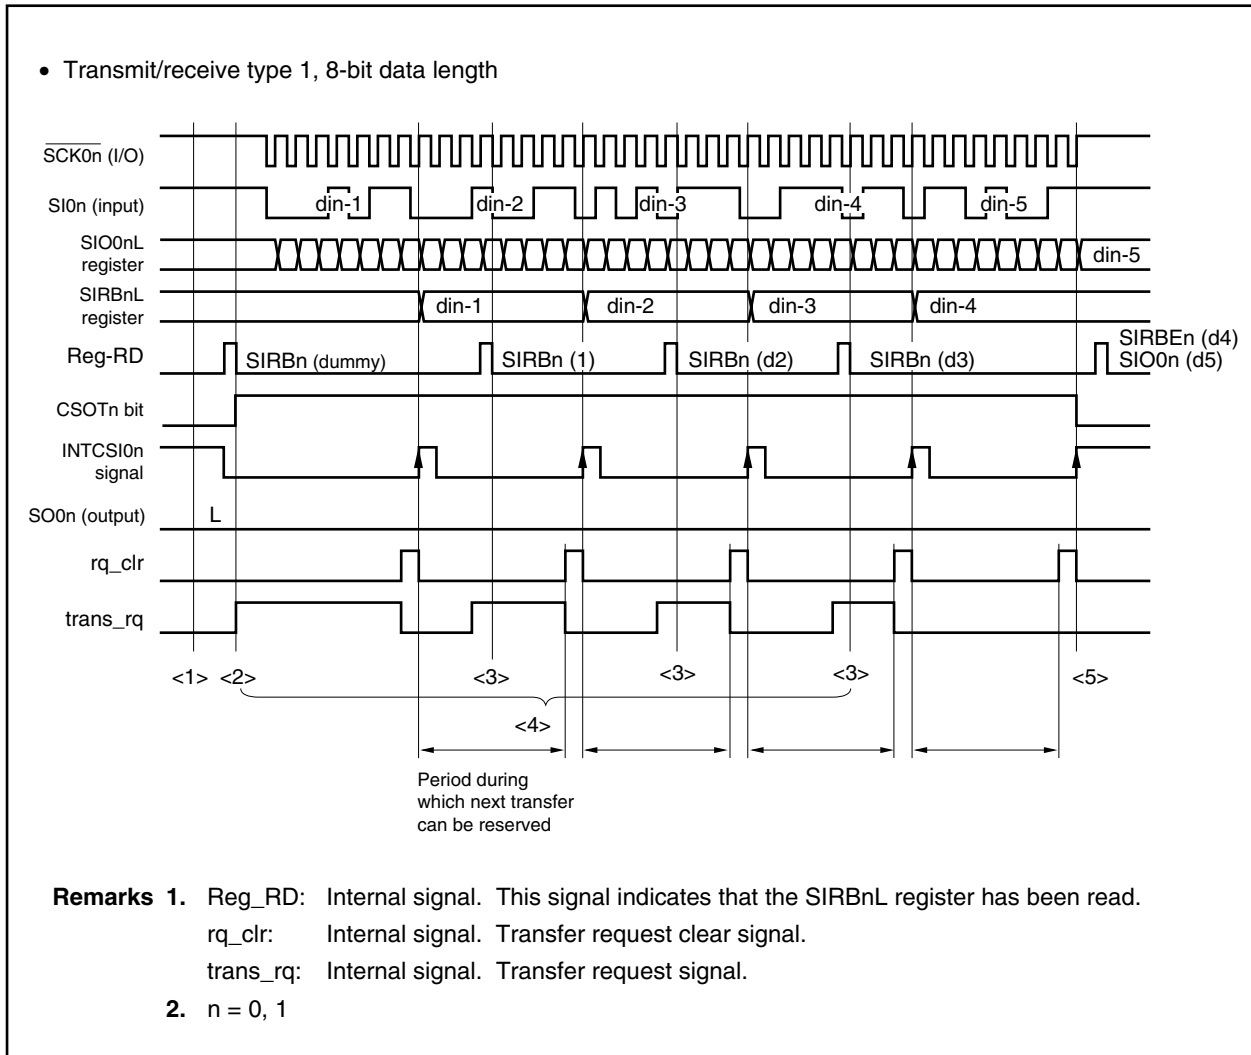 • Transmit/receive type 1, 8-bit data length
SCK0n (I/O)
SI0n (input)
din-1
din-2
din-3
din-4
din-5
SIO0nL
register
din-5
SIRBnL
register
din-1
din-2
din-3
din-4
Reg-RD
SIRBn (dummy)
SIRBn (1)
SIRBn (d2)
SIRBn (d3)
SIRBEn (d4)
SIO0n (d5)
CSOTn bit
INTCSI0n
signal
SO0n (output)
L
rq_clr
trans_rq
<1>
<2>
<3>
<3>
<3>
<5>
<4>
Period during
which next transfer
can be reserved
Remarks 1. Reg_RD: Internal signal. This signal indicates that the SIRBnL register has been read.
rq_clr: Internal signal. Transfer request clear signal.
trans_rq: Internal signal. Transfer request signal.
2. n = 0, 1